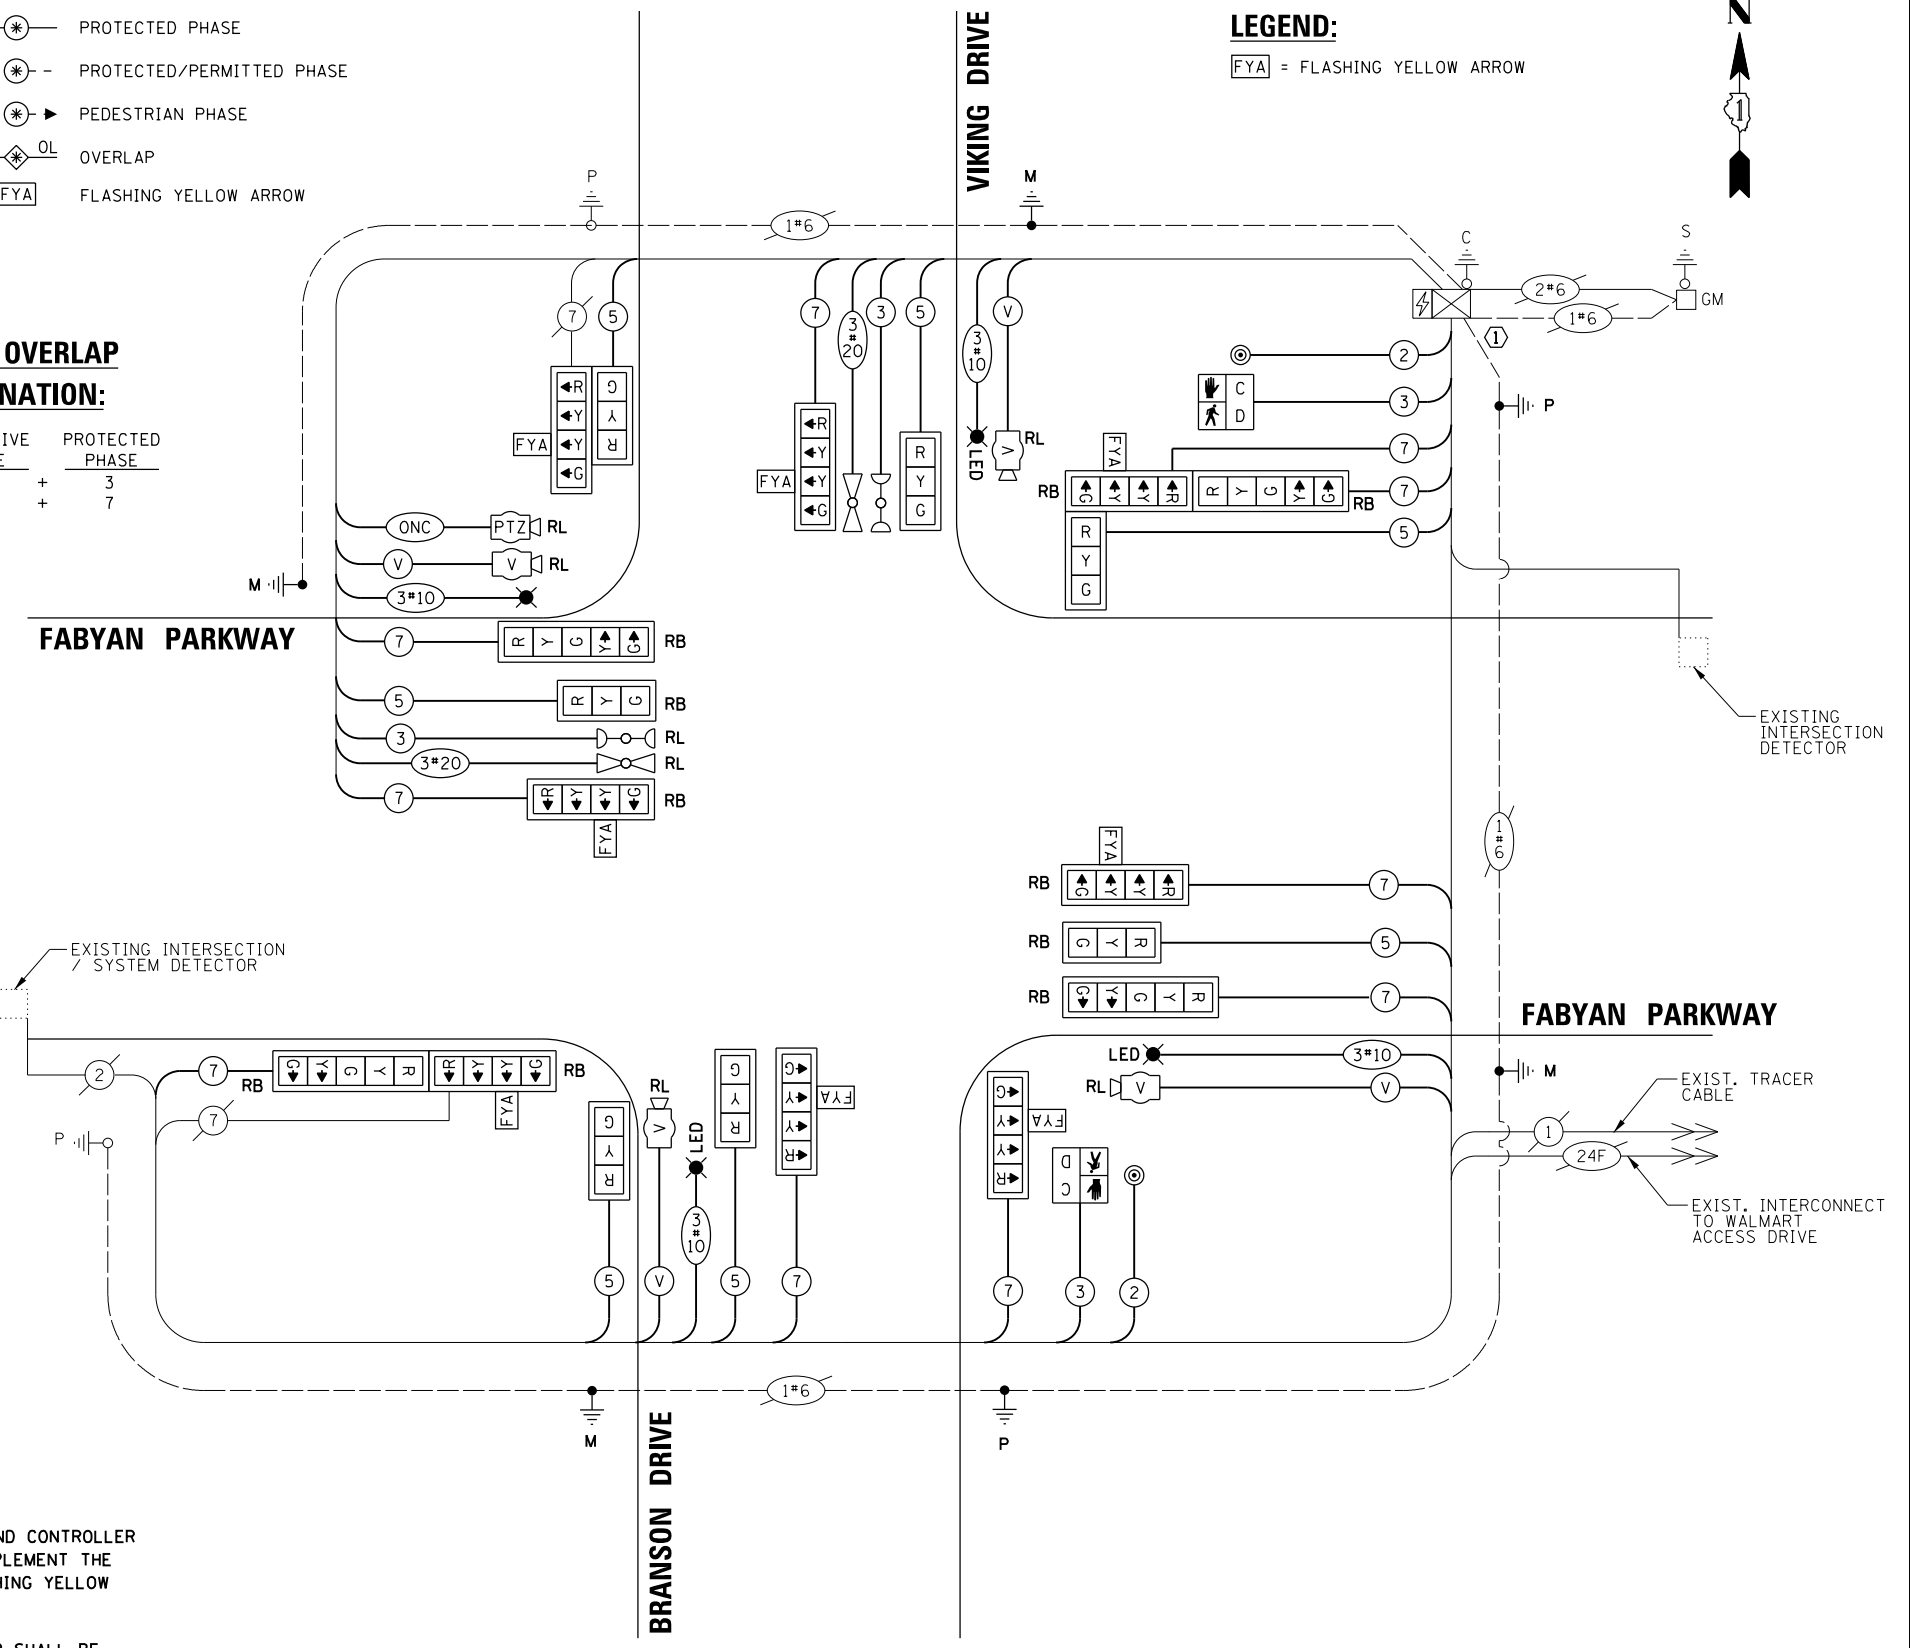 PROTECTED PHASE
PROTECTED/PERMITTED PHASE
PEDESTRIAN PHASE
OL OVERLAP
FYA FLASHING YELLOW ARROW
VIKING DRIVE
LEGEND:
FYA = FLASHING YELLOW ARROW
N
1
P
M
1#6
C
S
2#6
GM
1#6
1
OVERLAP
NATION:
IVE PROTECTED
E PHASE
+ 3
+ 7
7
5
R
Y
Y
G
G
Y
R
FYA
7
3#20
3
5
3#10
V
R
Y
Y
G
FYA
R
Y
G
LED
V
RL
2
C
D
3
P
FYA
7
RB
G Y Y R
R Y G Y G
RB
7
R
Y
G
5
ONC PTZ RL
V V RL
3#10
M
FABYAN PARKWAY
7 R Y G Y G RB
5 R Y G RB
3 RL
3#20 RL
7 R Y Y G RB
FYA
EXISTING
INTERSECTION
DETECTOR
1#6
FYA
RB G Y Y R 7
RB G Y R 5
RB G Y G Y R 7
EXISTING INTERSECTION
/ SYSTEM DETECTOR
FABYAN PARKWAY
2
7
RB
G Y G Y R
R Y Y G
RB
FYA
7
P
G
Y
R
RL
V
LED
G
Y
R
G
Y
Y
R
FYA
5
V
3#10
5
7
LED 3#10
RL V V
G
Y
Y
R
FYA
D
C
7
3
2
M
EXIST. TRACER
CABLE
1
24F
EXIST. INTERCONNECT
TO WALMART
ACCESS DRIVE
M
1#6
P
BRANSON DRIVE
ND CONTROLLER
PLEMENT THE
HING YELLOW
SHALL BE